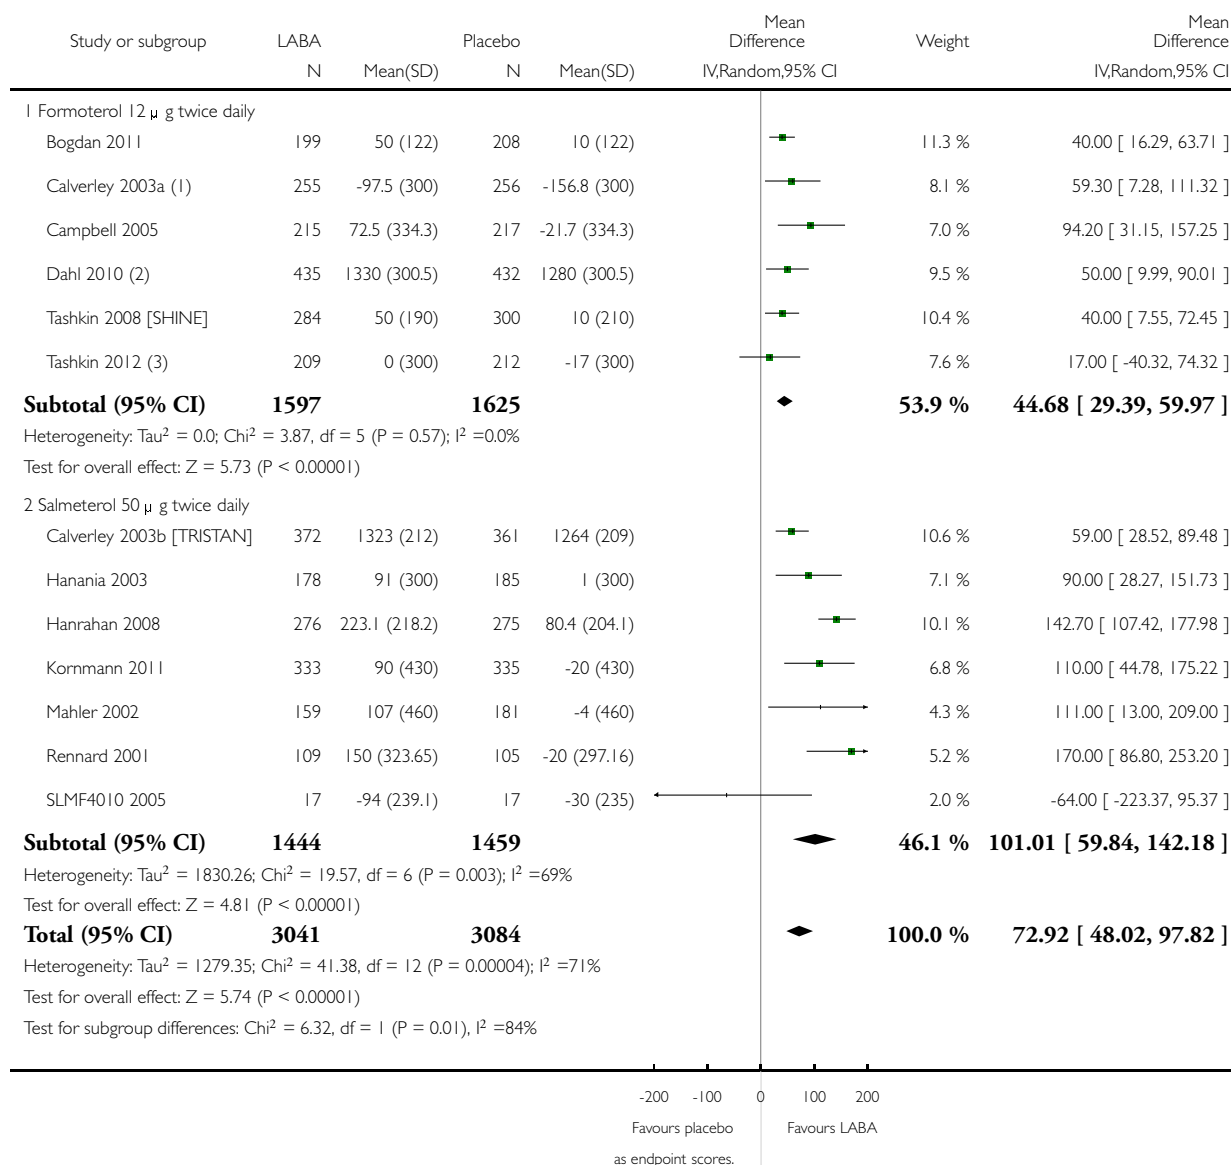 Study or subgroup LABA Placebo Mean Difference Weight Mean Difference
N Mean(SD) N Mean(SD) IV,Random,95% CI IV,Random,95% CI
1 Formoterol 12 μ g twice daily
Bogdan 2011 199 50 (122) 208 10 (122) 11.3 % 40.00 [ 16.29, 63.71 ]
Calverley 2003a (1) 255 -97.5 (300) 256 -156.8 (300) 8.1 % 59.30 [ 7.28, 111.32 ]
Campbell 2005 215 72.5 (334.3) 217 -21.7 (334.3) 7.0 % 94.20 [ 31.15, 157.25 ]
Dahl 2010 (2) 435 1330 (300.5) 432 1280 (300.5) 9.5 % 50.00 [ 9.99, 90.01 ]
Tashkin 2008 [SHINE] 284 50 (190) 300 10 (210) 10.4 % 40.00 [ 7.55, 72.45 ]
Tashkin 2012 (3) 209 0 (300) 212 -17 (300) 7.6 % 17.00 [ -40.32, 74.32 ]
Subtotal (95% CI) 1597 1625 53.9 % 44.68 [ 29.39, 59.97 ]
Heterogeneity: Tau² = 0.0; Chi² = 3.87, df = 5 (P = 0.57); I² =0.0%
Test for overall effect: Z = 5.73 (P < 0.00001)
2 Salmeterol 50 μ g twice daily
Calverley 2003b [TRISTAN] 372 1323 (212) 361 1264 (209) 10.6 % 59.00 [ 28.52, 89.48 ]
Hanania 2003 178 91 (300) 185 1 (300) 7.1 % 90.00 [ 28.27, 151.73 ]
Hanrahan 2008 276 223.1 (218.2) 275 80.4 (204.1) 10.1 % 142.70 [ 107.42, 177.98 ]
Kornmann 2011 333 90 (430) 335 -20 (430) 6.8 % 110.00 [ 44.78, 175.22 ]
Mahler 2002 159 107 (460) 181 -4 (460) 4.3 % 111.00 [ 13.00, 209.00 ]
Rennard 2001 109 150 (323.65) 105 -20 (297.16) 5.2 % 170.00 [ 86.80, 253.20 ]
SLMF4010 2005 17 -94 (239.1) 17 -30 (235) 2.0 % -64.00 [ -223.37, 95.37 ]
Subtotal (95% CI) 1444 1459 46.1 % 101.01 [ 59.84, 142.18 ]
Heterogeneity: Tau² = 1830.26; Chi² = 19.57, df = 6 (P = 0.003); I² =69%
Test for overall effect: Z = 4.81 (P < 0.00001)
Total (95% CI) 3041 3084 100.0 % 72.92 [ 48.02, 97.82 ]
Heterogeneity: Tau² = 1279.35; Chi² = 41.38, df = 12 (P = 0.00004); I² =71%
Test for overall effect: Z = 5.74 (P < 0.00001)
Test for subgroup differences: Chi² = 6.32, df = 1 (P = 0.01), I² =84%
-200 -100 0 100 200
Favours placebo Favours LABA
as endpoint scores.